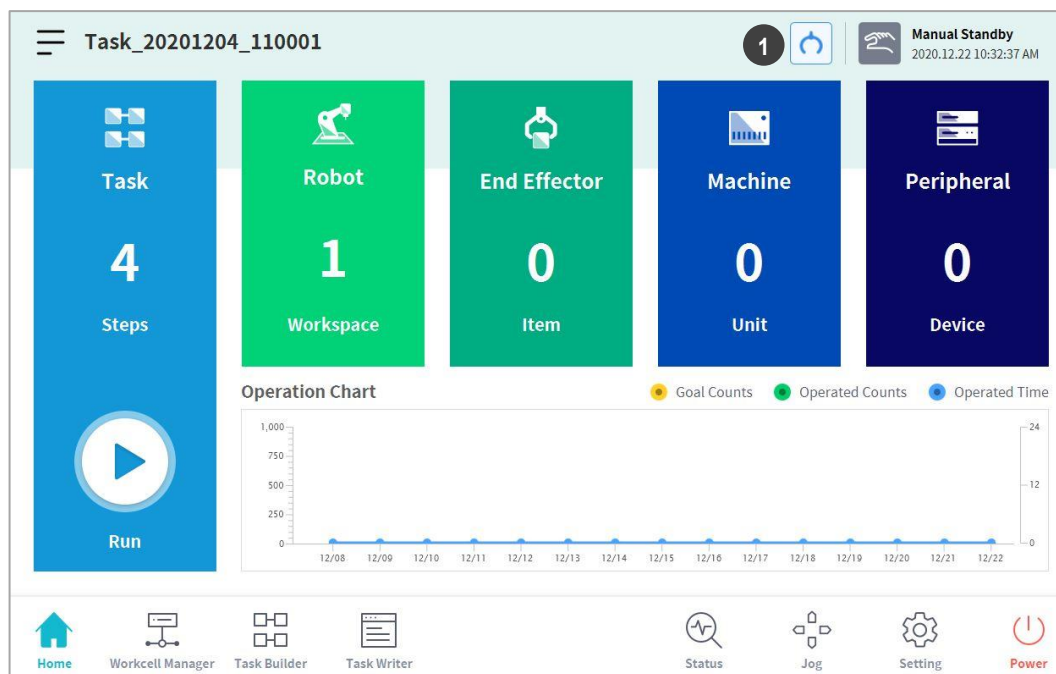 Task_20201204_110001
1
Manual Standby
2020.12.22 10:32:37 AM
Task
4
Steps
Run
Robot
1
Workspace
End Effector
0
Item
Machine
0
Unit
Peripheral
0
Device
Operation Chart
Goal Counts
Operated Counts
Operated Time
1,000
750
500
250
0
24
12
0
12/08 12/09 12/10 12/11 12/12 12/13 12/14 12/15 12/16 12/17 12/18 12/19 12/20 12/21 12/22
Home
Workcell Manager
Task Builder
Task Writer
Status
Jog
Setting
Power